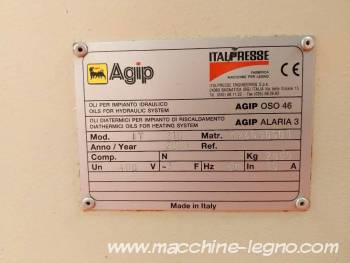 Agip
ITALPRESSE
FABBRICA
MACCHINE PER LEGNO
OLI PER IMPIANTO IDRAULICO
OILS FOR HYDRAULIC SYSTEM
AGIP OSO 46
OLI DIATERMICI PER IMPIANTO DI RISCALDAMENTO
DIATHERMIC OILS FOR HEATING SYSTEM
AGIP ALARIA 3
Mod. Matr.
Anno / Year Ref.
Comp. N Kg
Un 400 V F Hz In A
Made in Italy
www.macchine-legno.com